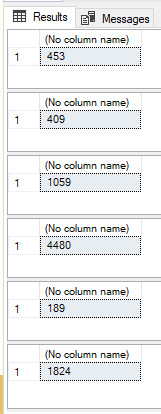 Results Messages
(No column name)
1 453
(No column name)
1 409
(No column name)
1 1059
(No column name)
1 4480
(No column name)
1 189
(No column name)
1 1824